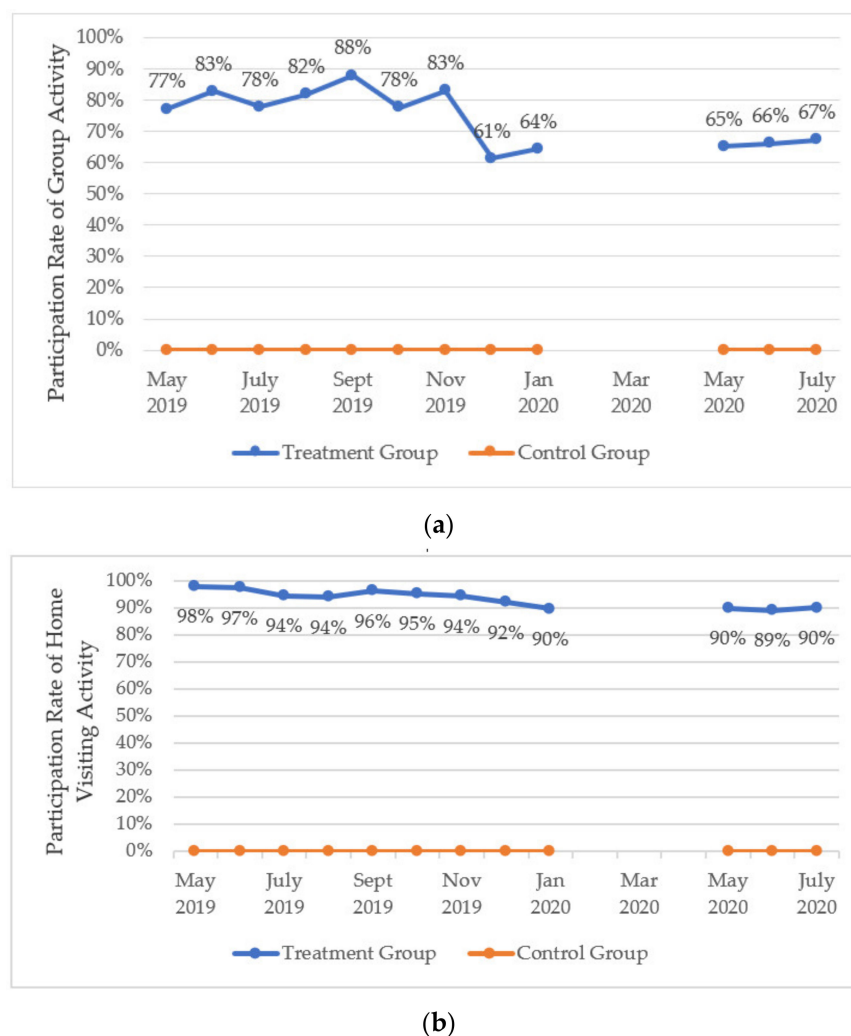 Participation Rate of Group Activity
100%
90%
80%
70%
60%
50%
40%
30%
20%
10%
0%
77%
83%
78%
82%
88%
78%
83%
61%
64%
65%
66%
67%
May 2019
July 2019
Sept 2019
Nov 2019
Jan 2020
Mar 2020
May 2020
July 2020
Treatment Group
Control Group
(a)
Participation Rate of Home
Visiting Activity
100%
90%
80%
70%
60%
50%
40%
30%
20%
10%
0%
98%
97%
94%
94%
96%
95%
94%
92%
90%
90%
89%
90%
May 2019
July 2019
Sept 2019
Nov 2019
Jan 2020
Mar 2020
May 2020
July 2020
Treatment Group
Control Group
(b)